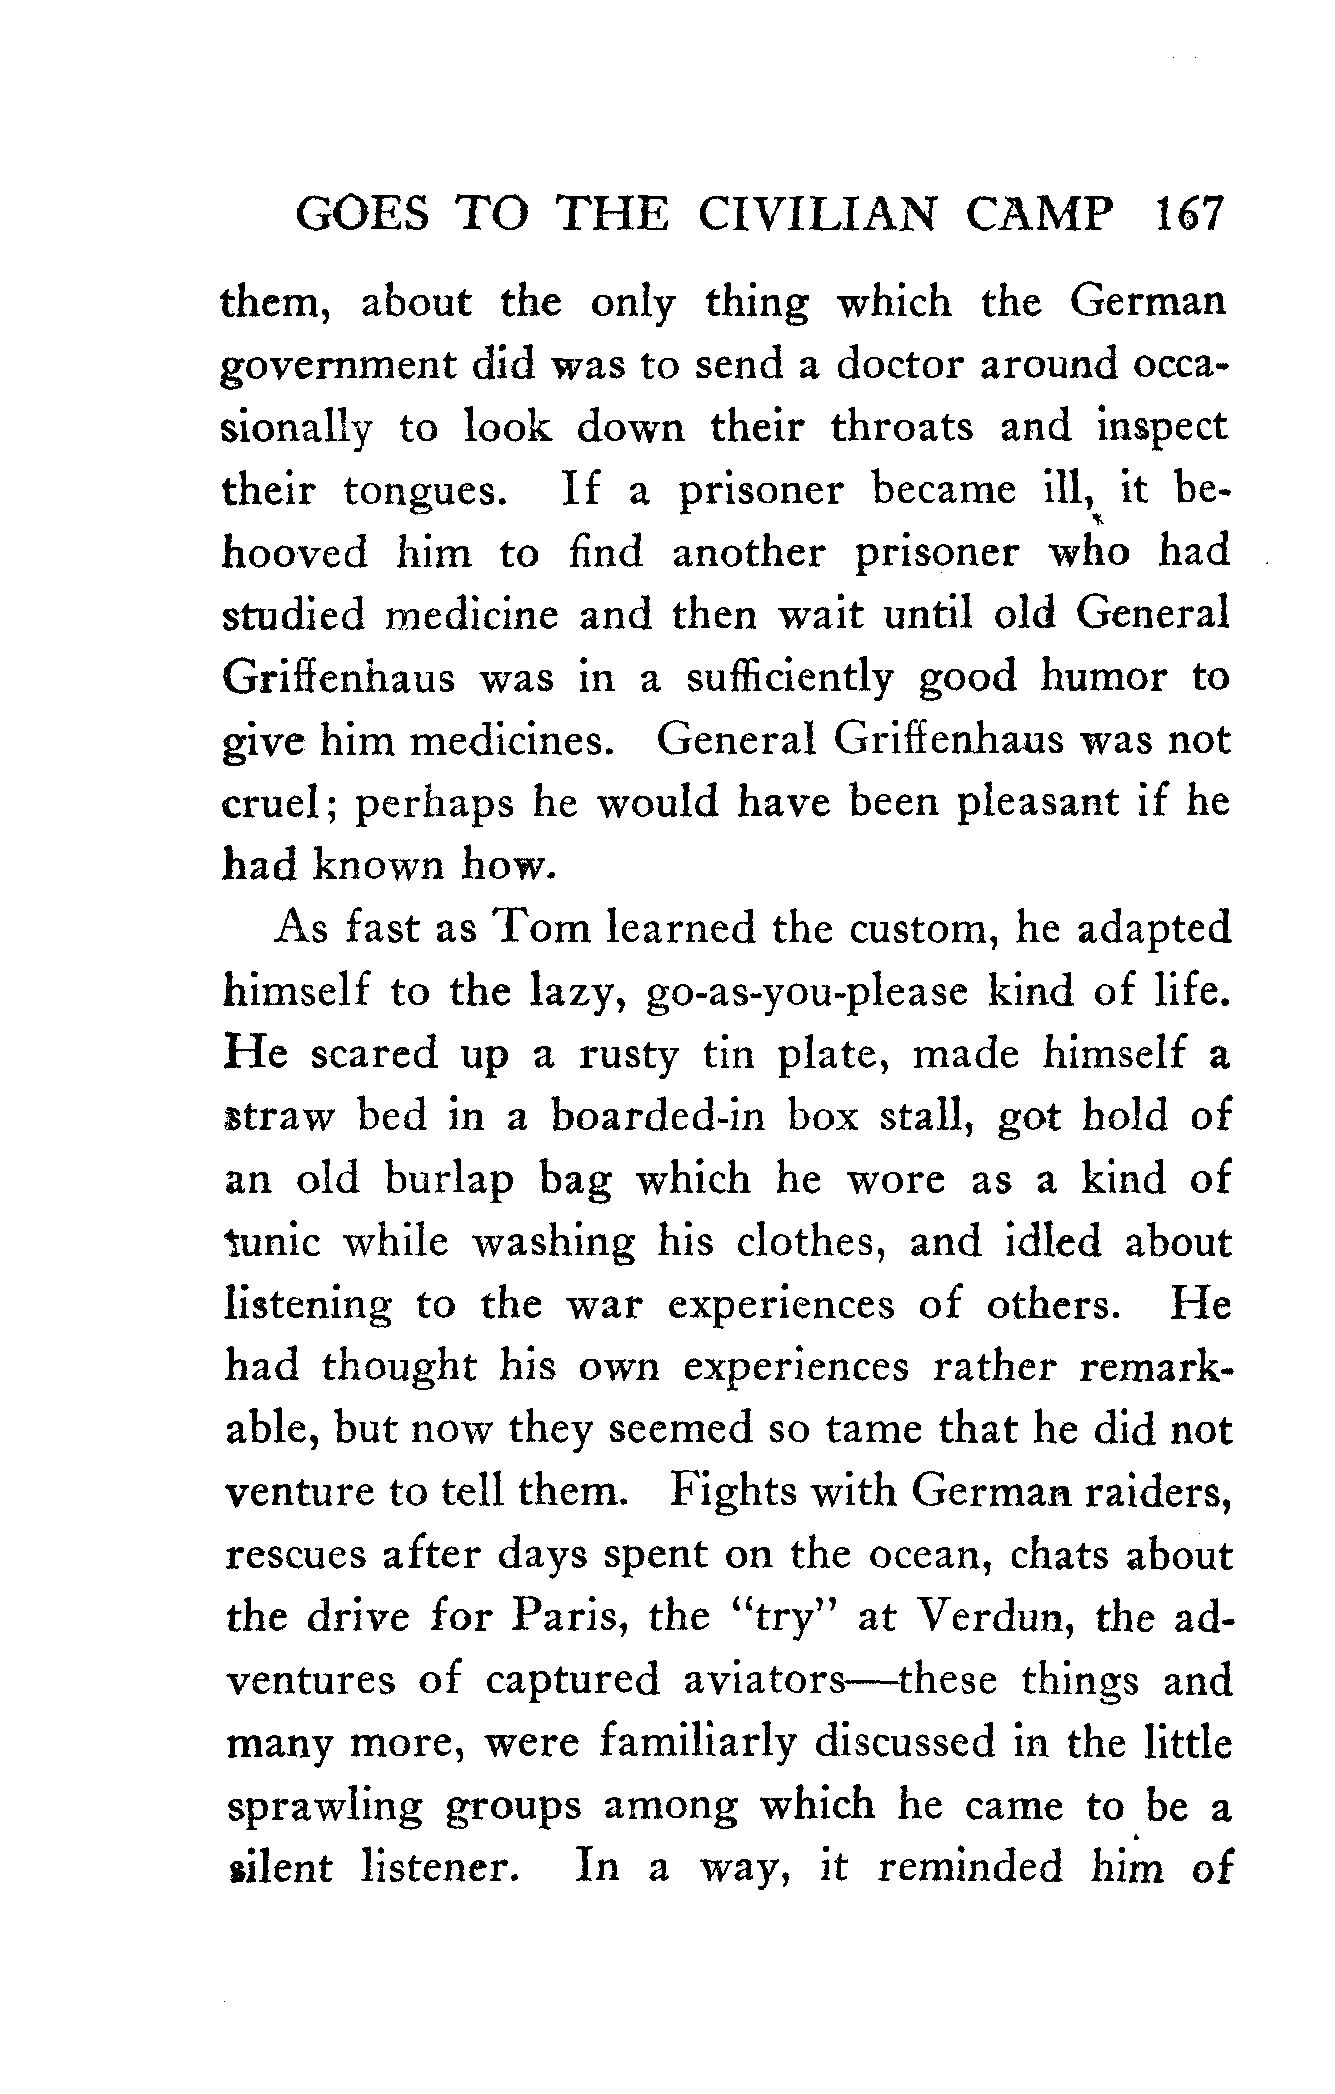 GOES TO THE CIVILIAN CAMP 167
them, about the only thing which the German
government did was to send a doctor around occa-
sionally to look down their throats and inspect
their tongues. If a prisoner became ill, it be-
hooved him to find another prisoner who had
studied medicine and then wait until old General
Griffenhaus was in a sufficiently good humor to
give him medicines. General Griffenhaus was not
cruel; perhaps he would have been pleasant if he
had known how.
As fast as Tom learned the custom, he adapted
himself to the lazy, go-as-you-please kind of life.
He scared up a rusty tin plate, made himself a
straw bed in a boarded-in box stall, got hold of
an old burlap bag which he wore as a kind of
tunic while washing his clothes, and idled about
listening to the war experiences of others. He
had thought his own experiences rather remark-
able, but now they seemed so tame that he did not
venture to tell them. Fights with German raiders,
rescues after days spent on the ocean, chats about
the drive for Paris, the "try" at Verdun, the ad-
ventures of captured aviators—these things and
many more, were familiarly discussed in the little
sprawling groups among which he came to be a
silent listener. In a way, it reminded him of